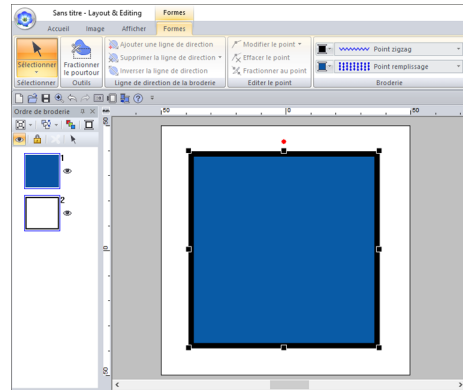 Sans titre - Layout & Editing Formes
Accueil Image Afficher Formes
Sélectionner
Fractionner le pourtour
Ajouter une ligne de direction
Supprimer la ligne de direction
Inverser la ligne de direction
Modifier le point
Effacer le point
Fractionner au point
Point zigzag
Point remplissage
Sélectionner Outils Ligne de direction de la broderie Editer le point Broderie
Ordre de broderie
50 0 50
50
0
50
1
2